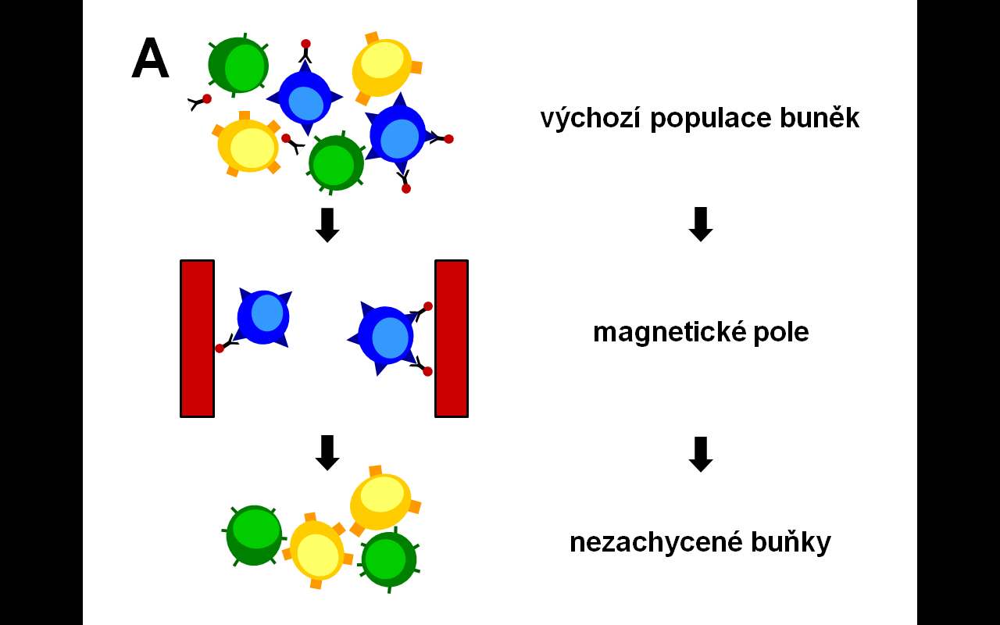 A
výchozí populace buněk
magnetické pole
nezachycené buňky